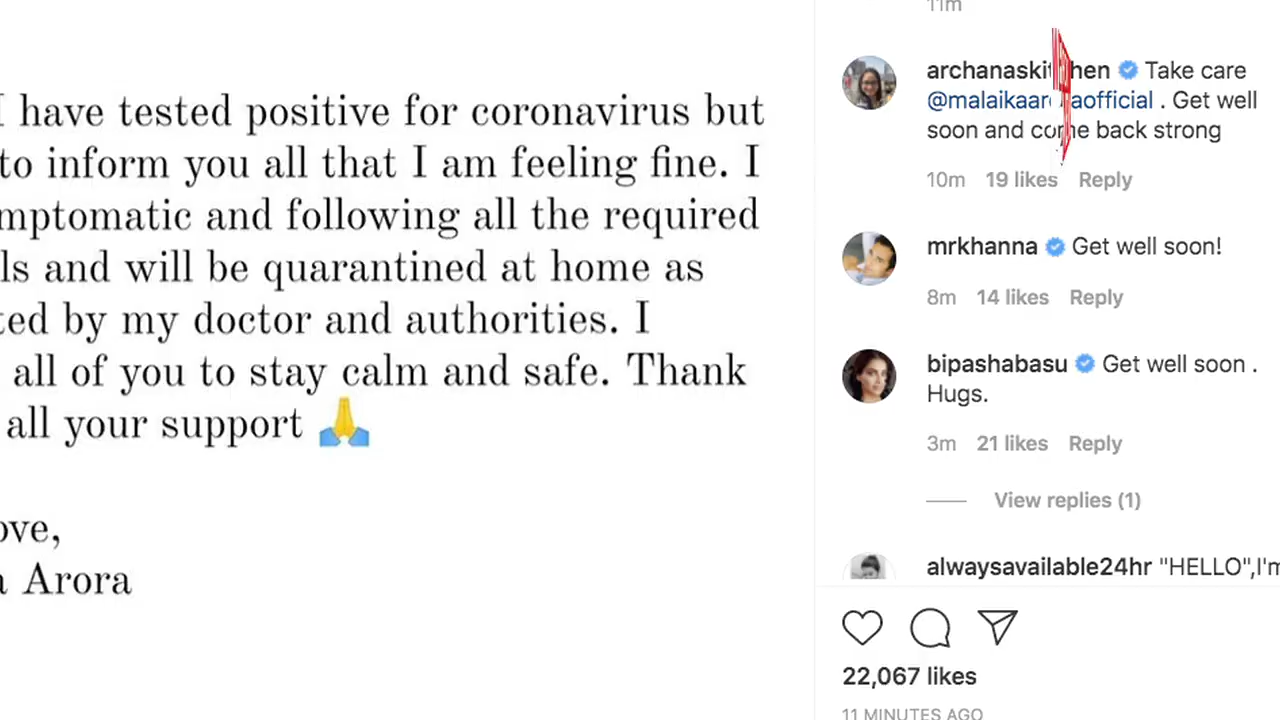 I have tested positive for coronavirus but
to inform you all that I am feeling fine. I
mptomatic and following all the required
ls and will be quarantined at home as
ted by my doctor and authorities. I
all of you to stay calm and safe. Thank
all your support 🙏
ove,
a Arora
11m
archanaskitchen Take care
@malaikaaroraofficial . Get well
soon and come back strong
10m 19 likes Reply
mrkhanna Get well soon!
8m 14 likes Reply
bipashabasu Get well soon .
Hugs.
3m 21 likes Reply
View replies (1)
alwaysavailable24hr "HELLO",I'm
22,067 likes
11 MINUTES AGO